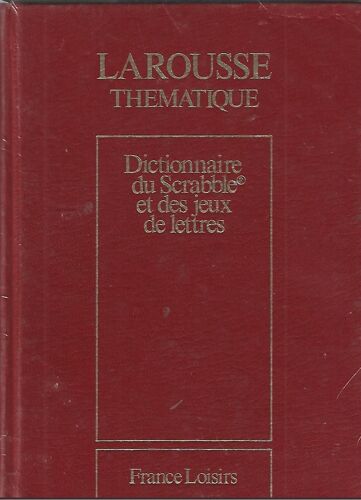 LAROUSSE
THEMATIQUE
Dictionnaire
du Scrabble®
et des jeux
de lettres
France Loisirs